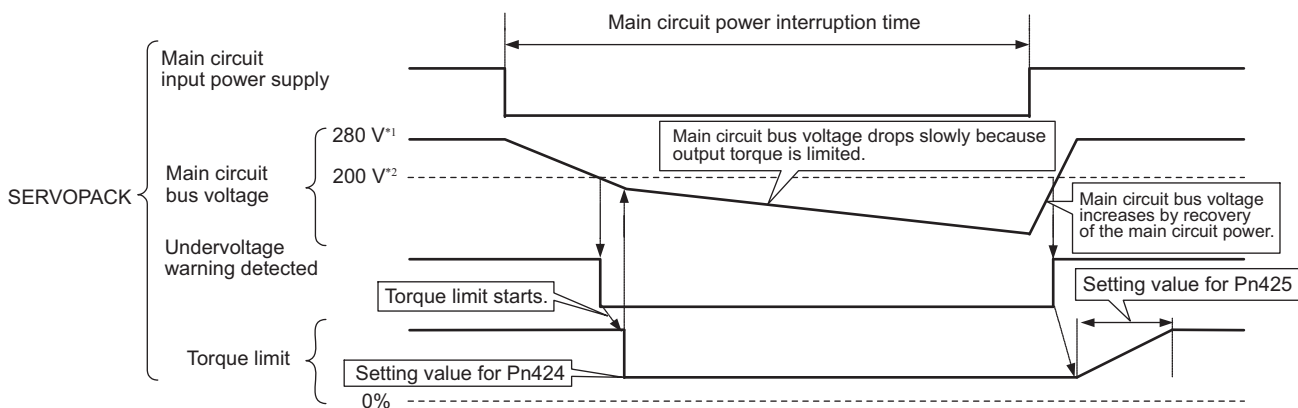 Main circuit power interruption time
Main circuit
input power supply
280 V*1
Main circuit bus voltage drops slowly because
output torque is limited.
200 V*2
Main circuit
bus voltage
SERVOPACK
Main circuit bus voltage
increases by recovery
of the main circuit power.
Undervoltage
warning detected
Torque limit starts.
Setting value for Pn425
Torque limit
Setting value for Pn424
0%